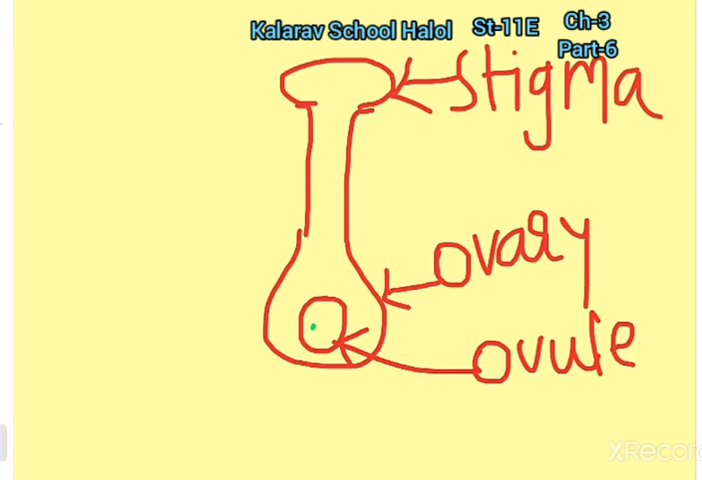 Kalarav School Halol St-11E Ch-3
Part-6
stigma
ovary
ovule
XRecor